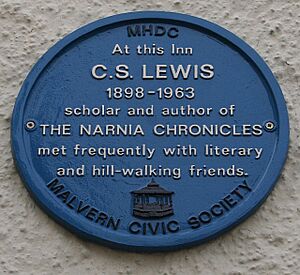 MHDC
At this Inn
C.S. LEWIS
1898-1963
scholar and author of
THE NARNIA CHRONICLES
met frequently with literary
and hill-walking friends.
MALVERN CIVIC SOCIETY